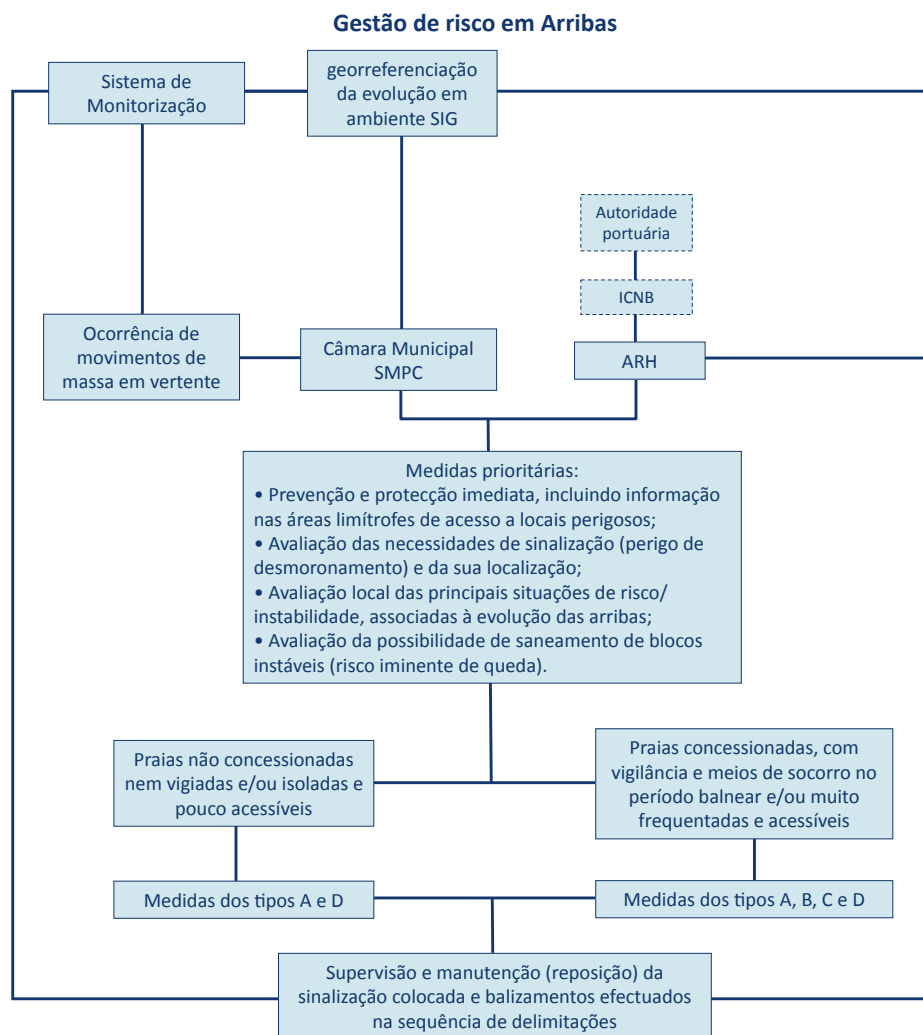 Gestão de risco em Arribas
Sistema de
Monitorização
georreferenciação
da evolução em
ambiente SIG
Autoridade
portuária
ICNB
Ocorrência de
movimentos de
massa em vertente
Câmara Municipal
SMPC
ARH
Medidas prioritárias:
• Prevenção e protecção imediata, incluindo informação
nas áreas limítrofes de acesso a locais perigosos;
• Avaliação das necessidades de sinalização (perigo de
desmoronamento) e da sua localização;
• Avaliação local das principais situações de risco/
instabilidade, associadas à evolução das arribas;
• Avaliação da possibilidade de saneamento de blocos
instáveis (risco iminente de queda).
Praias não concessionadas
nem vigiadas e/ou isoladas e
pouco acessíveis
Praias concessionadas, com
vigilância e meios de socorro no
período balnear e/ou muito
frequentadas e acessíveis
Medidas dos tipos A e D
Medidas dos tipos A, B, C e D
Supervisão e manutenção (reposição) da
sinalização colocada e balizamentos efectuados
na sequência de delimitações